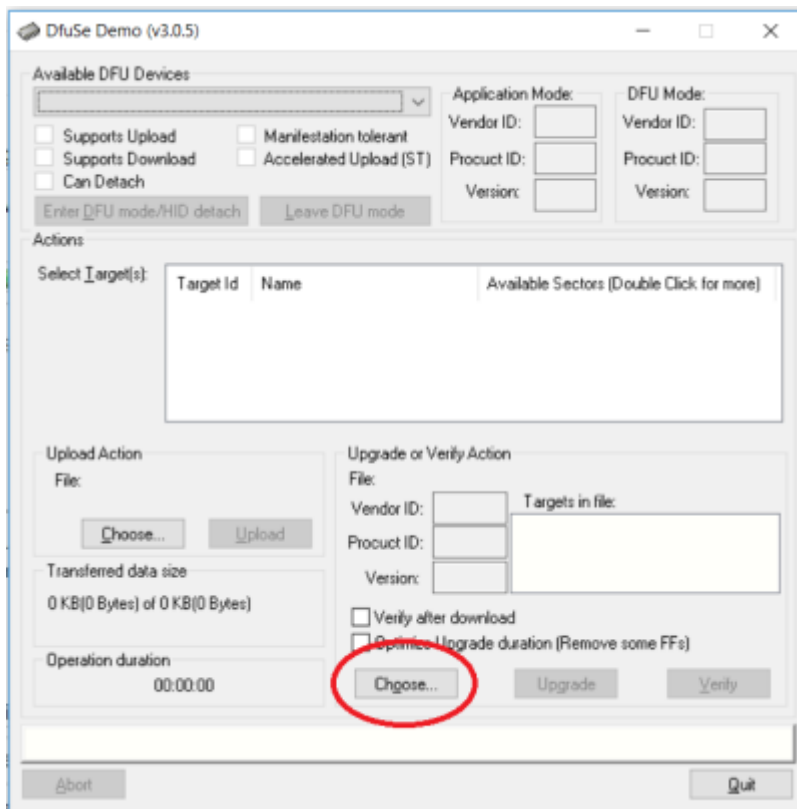 DfuSe Demo (v3.0.5)
Available DFU Devices
Supports Upload
Manifestation tolerant
Supports Download
Accelerated Upload (ST)
Can Detach
Enter DFU mode/HID detach
Leave DFU mode
Application Mode:
Vendor ID:
Procuct ID:
Version:
DFU Mode:
Vendor ID:
Procuct ID:
Version:
Actions
Select Target(s):
Target Id
Name
Available Sectors (Double Click for more)
Upload Action
File:
Choose...
Upload
Transferred data size
0 KB(0 Bytes) of 0 KB(0 Bytes)
Operation duration
00:00:00
Upgrade or Verify Action
File:
Vendor ID:
Procuct ID:
Version:
Targets in file:
Verify after download
Optimize Upgrade duration (Remove some FFs)
Choose...
Upgrade
Verify
Abort
Quit